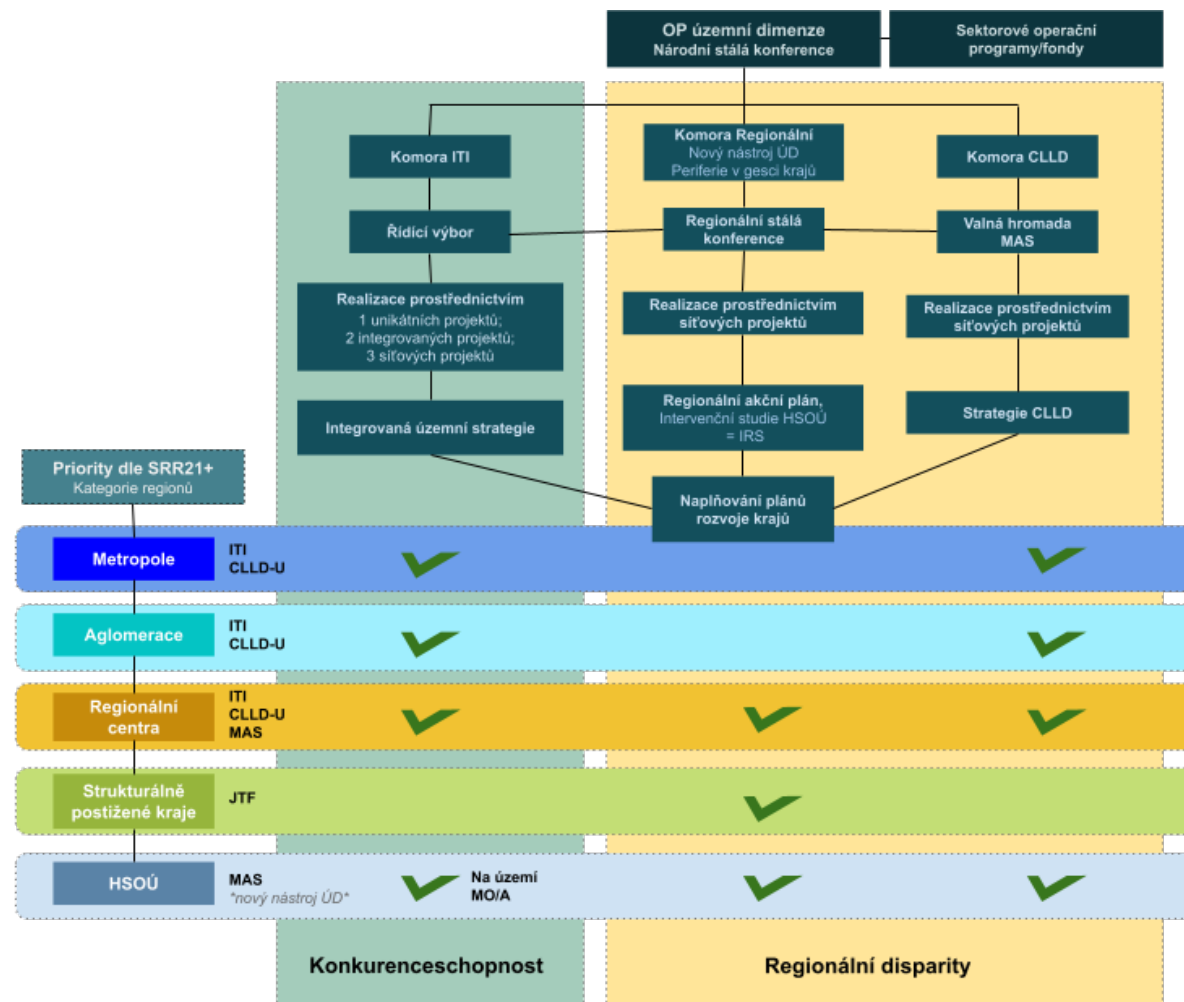 OP územní dimenze
Národní stálá konference
Sektorové operační
programy/fondy
Komora ITI
Komora Regionální
Nový nástroj ÚD
Periferie v gesci krajů
Komora CLLD
Řídící výbor
Regionální stálá
konference
Valná hromada
MAS
Realizace prostřednictvím
1 unikátních projektů;
2 integrovaných projektů;
3 síťových projektů
Realizace prostřednictvím
síťových projektů
Realizace prostřednictvím
síťových projektů
Integrovaná územní strategie
Regionální akční plán,
Intervenční studie HSOÚ
= IRS
Strategie CLLD
Priority dle SRR21+
Kategorie regionů
Naplňování plánů
rozvoje krajů
Metropole
ITI
CLLD-U
Aglomerace
ITI
CLLD-U
Regionální
centra
ITI
CLLD-U
MAS
Strukturálně
postižené kraje
JTF
HSOÚ
MAS
*nový nástroj ÚD*
Na území
MO/A
Konkurenceschopnost
Regionální disparity